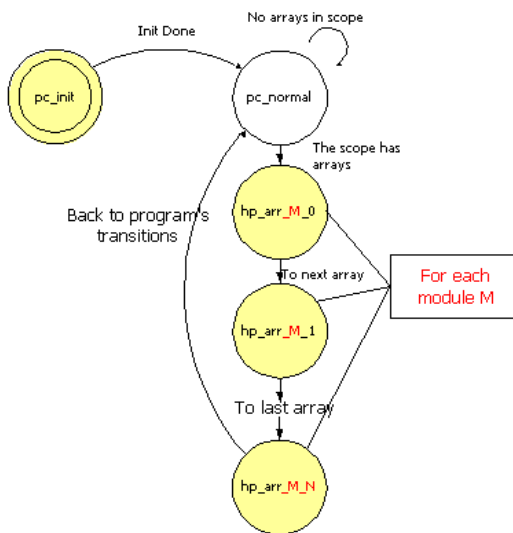 No arrays in scope
Init Done
pc_init
pc_normal
The scope has
arrays
hp_arr_M_0
Back to program's
transitions
To next array
For each
module M
hp_arr_M_1
To last array
hp_arr_M_N